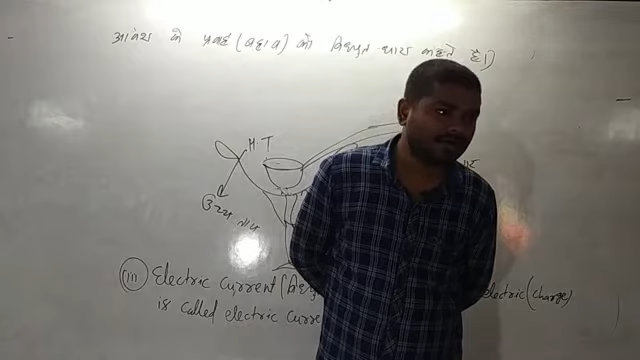 आवेश के प्रवाह (बहाव) को विद्युत धारा कहते हैं।
H.T
उच्च ताप
(iii) Electric current (विद्युत electric (charge)
is called electric curre